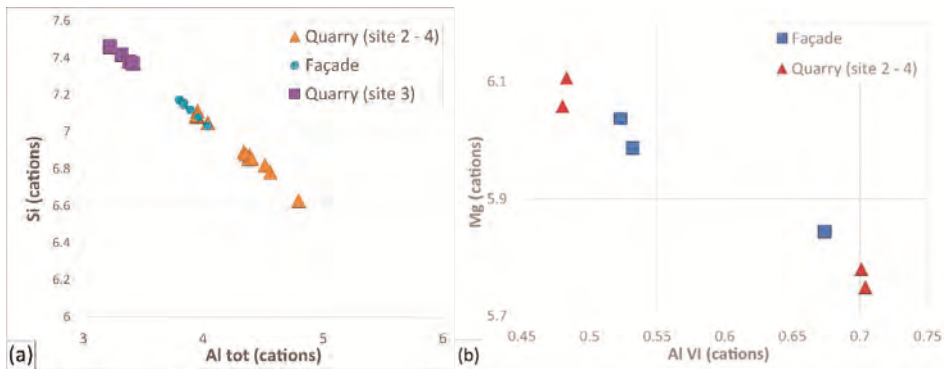 7.6
7.4
7.2
7
6.8
6.6
6.4
6.2
6
Si (cations)
Quarry (site 2 - 4)
Façade
Quarry (site 3)
3
4
5
6
Al tot (cations)
(a)
6.1
5.9
5.7
Mg (cations)
Façade
Quarry (site 2 - 4)
0.45
0.5
0.55
0.6
0.65
0.7
0.75
Al VI (cations)
(b)